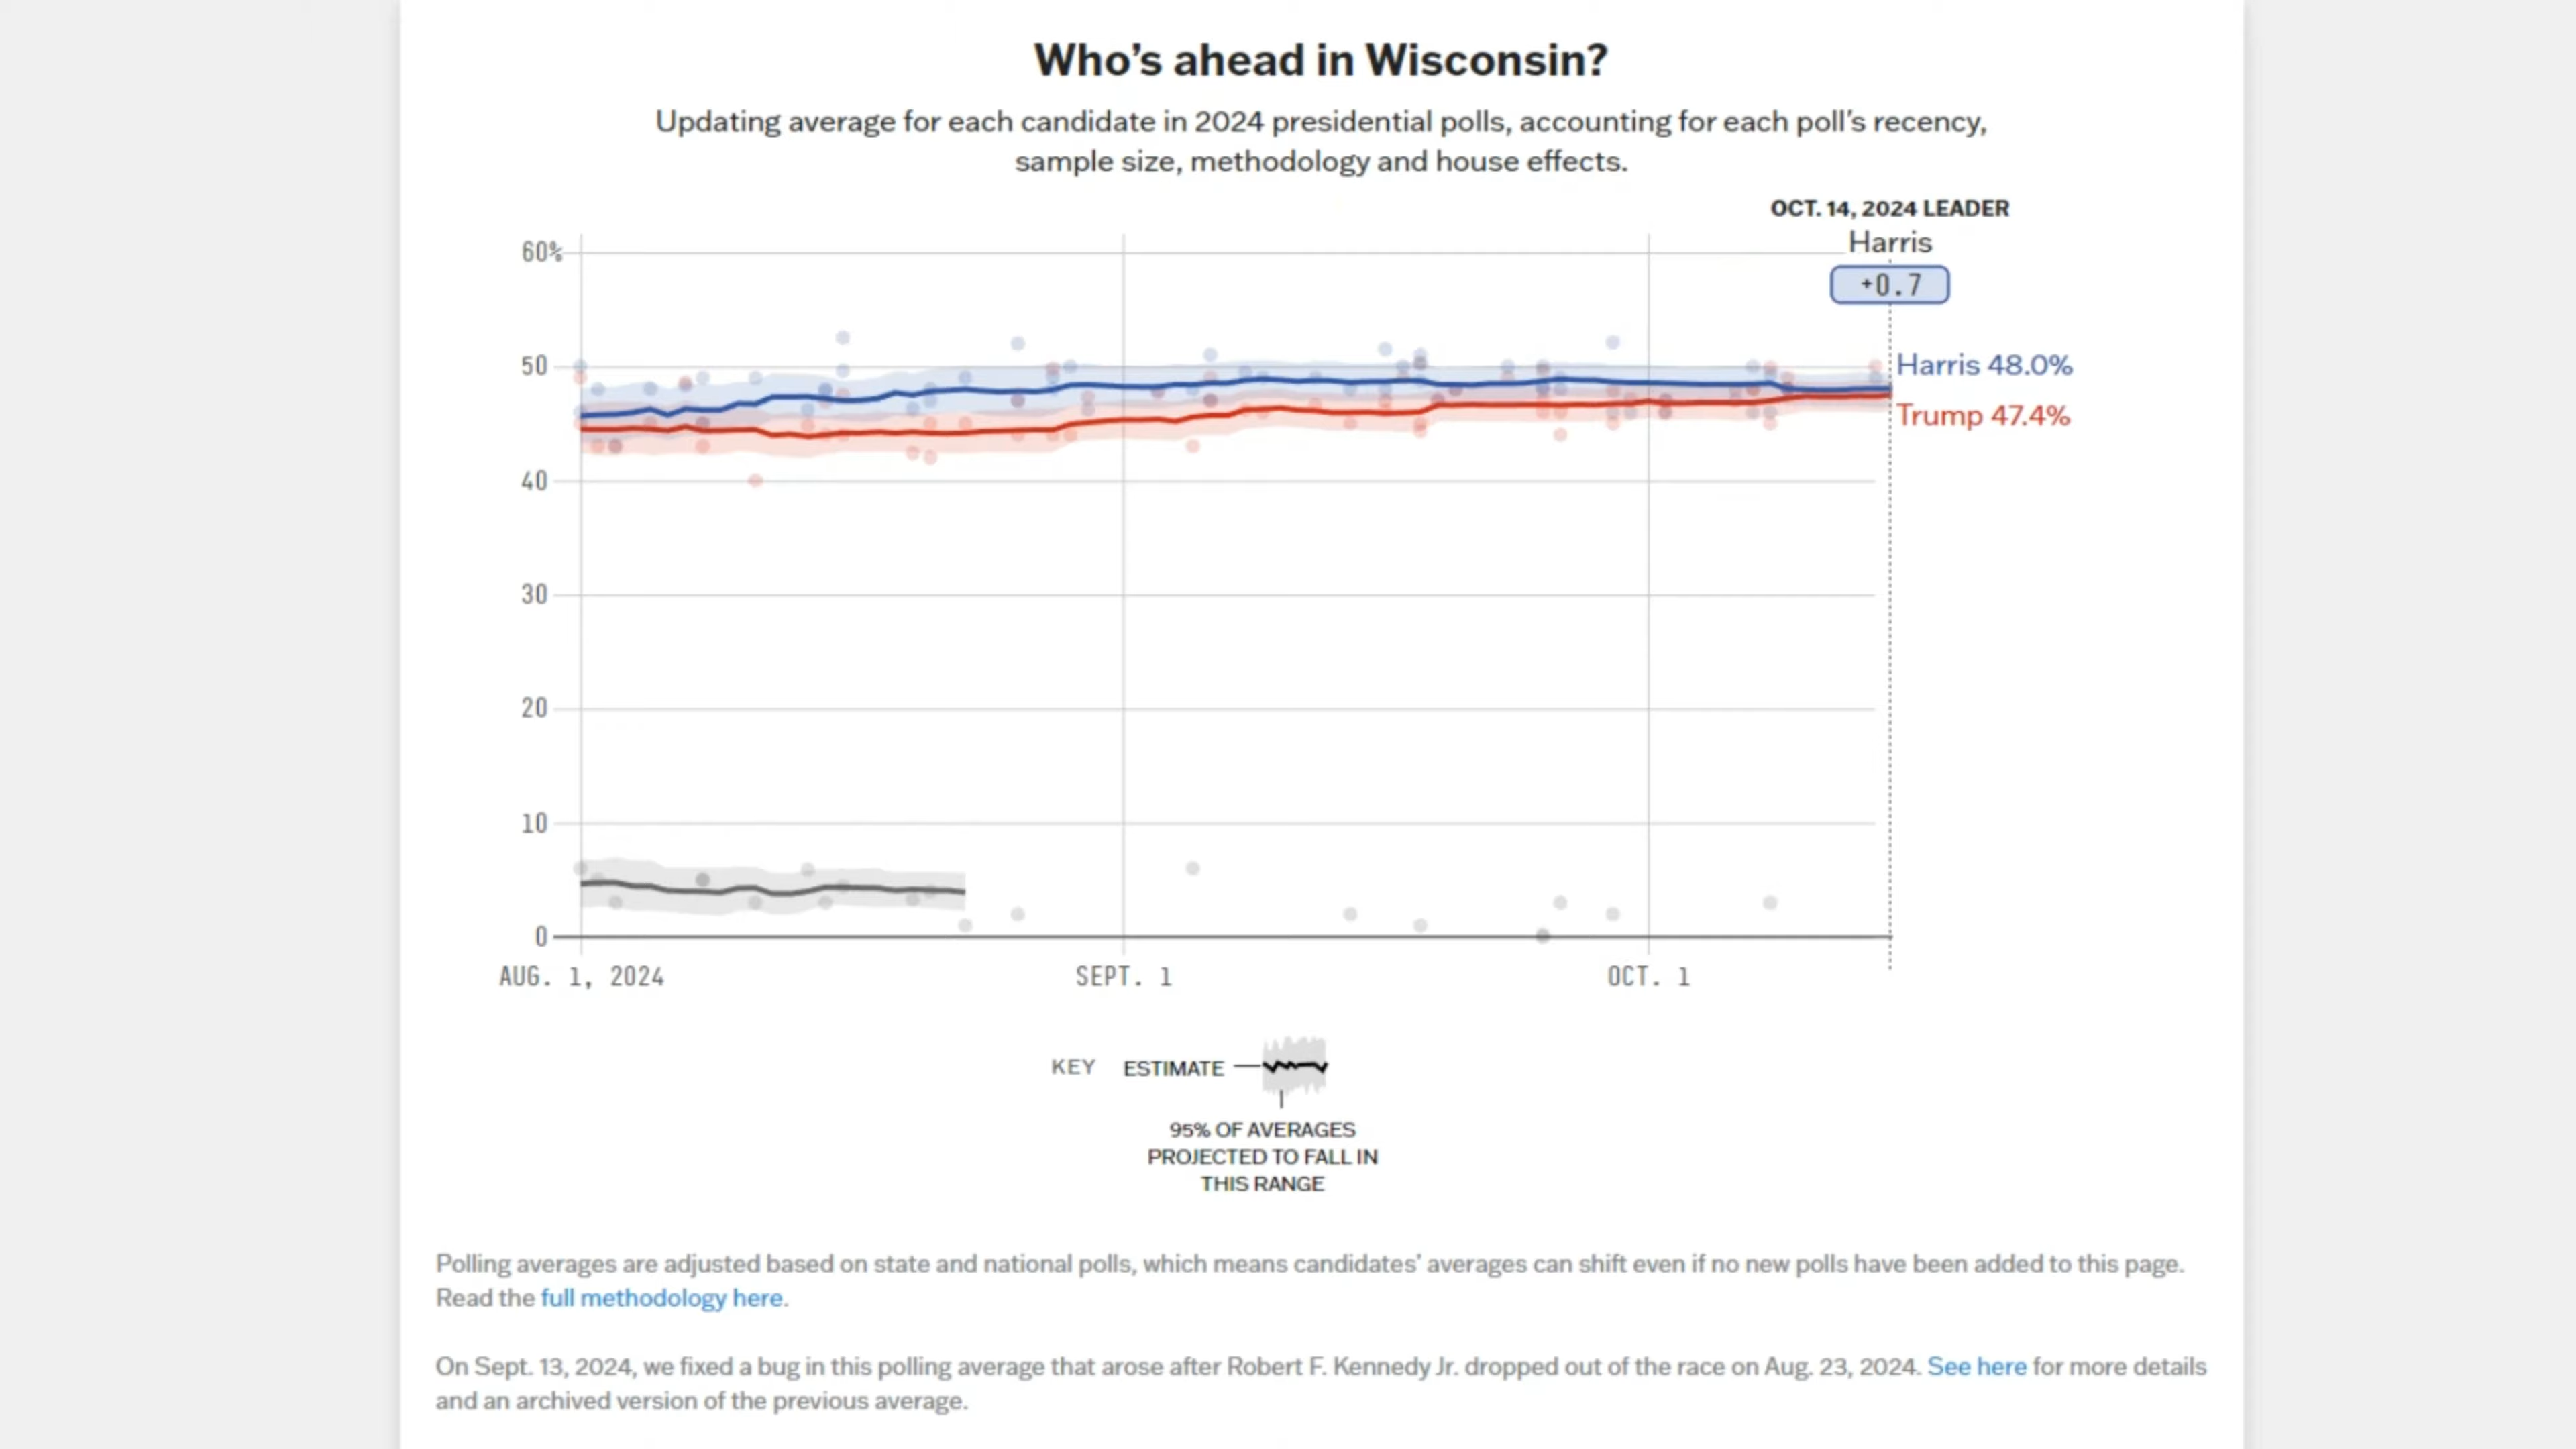 Who's ahead in Wisconsin?
Updating average for each candidate in 2024 presidential polls, accounting for each poll's recency,
sample size, methodology and house effects.
OCT. 14, 2024 LEADER
Harris
+0.7
60%
50
40
30
20
10
0
Harris 48.0%
Trump 47.4%
AUG. 1, 2024
SEPT. 1
OCT. 1
KEY ESTIMATE
95% OF AVERAGES
PROJECTED TO FALL IN
THIS RANGE
Polling averages are adjusted based on state and national polls, which means candidates' averages can shift even if no new polls have been added to this page.
Read the full methodology here.
On Sept. 13, 2024, we fixed a bug in this polling average that arose after Robert F. Kennedy Jr. dropped out of the race on Aug. 23, 2024. See here for more details
and an archived version of the previous average.